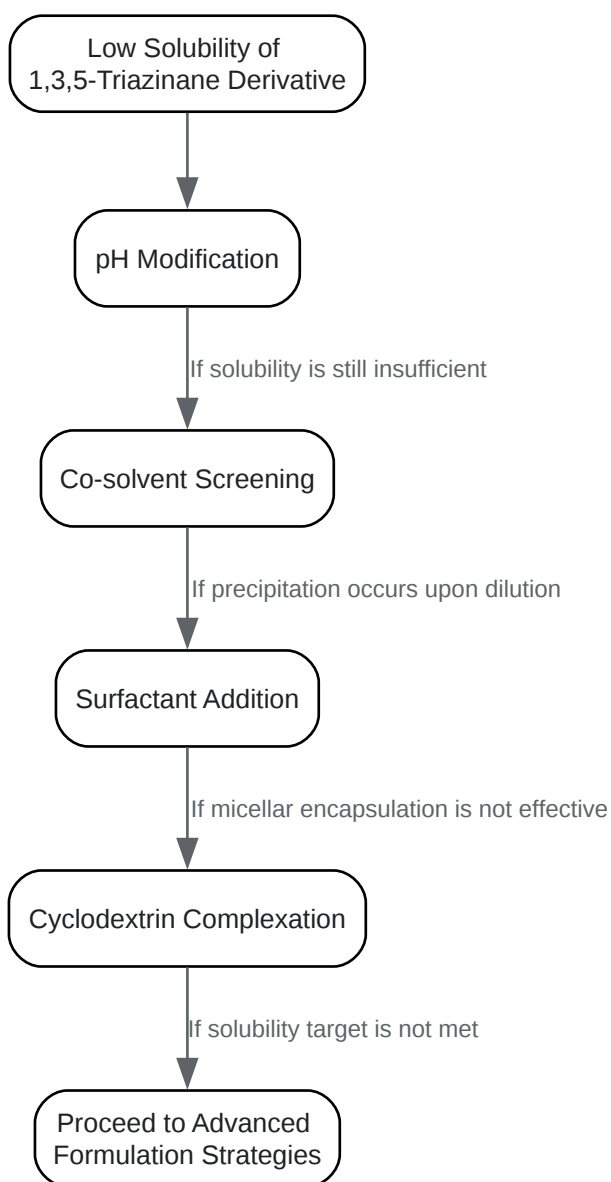 Low Solubility of
1,3,5-Triazinane Derivative
pH Modification
If solubility is still insufficient
Co-solvent Screening
If precipitation occurs upon dilution
Surfactant Addition
If micellar encapsulation is not effective
Cyclodextrin Complexation
If solubility target is not met
Proceed to Advanced
Formulation Strategies